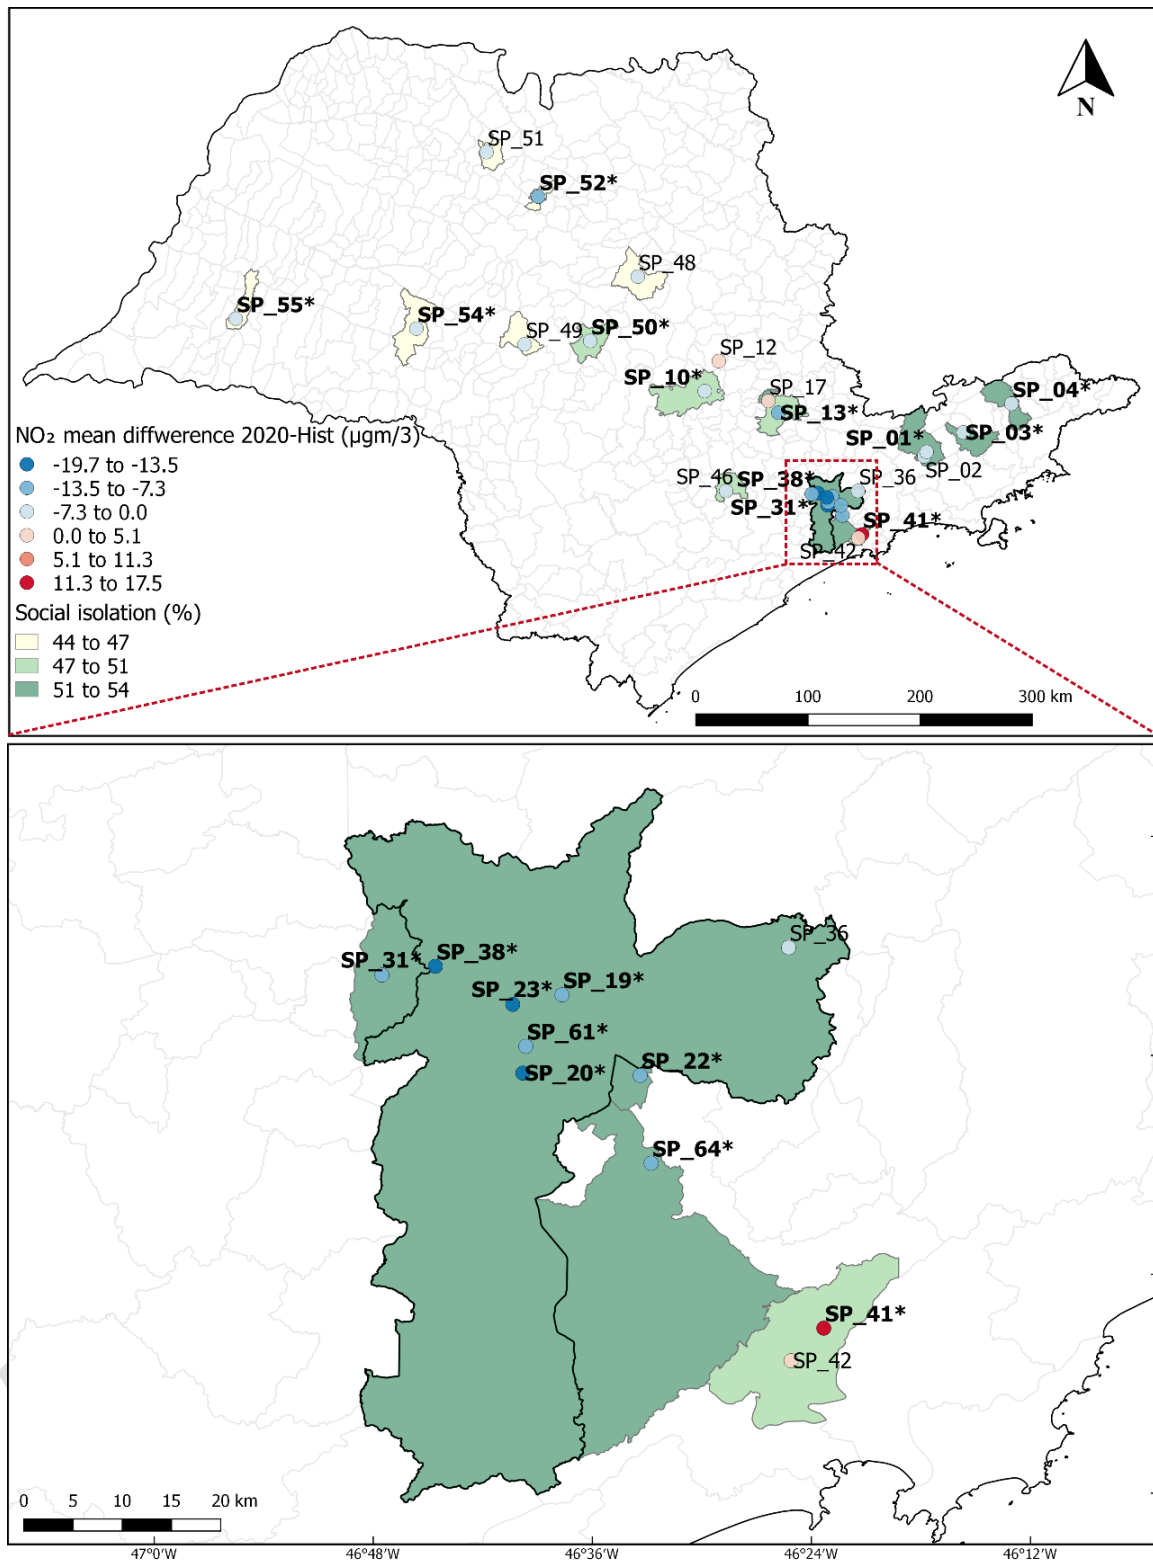 N
SP_51
SP_52*
SP_48
SP_55*
SP_54*
SP_49
SP_50*
SP_12
SP_10*
SP_17
SP_13*
SP_04*
SP_01*
SP_03*
SP_02
SP_46
SP_38*
SP_36
SP_31*
SP_41*
SP_42
NO₂ mean diffwerence 2020-Hist (µgm/3)
-19.7 to -13.5
-13.5 to -7.3
-7.3 to 0.0
0.0 to 5.1
5.1 to 11.3
11.3 to 17.5
Social isolation (%)
44 to 47
47 to 51
51 to 54
0 100 200 300 km
SP_36
SP_31*
SP_38*
SP_23*
SP_19*
SP_61*
SP_20*
SP_22*
SP_64*
SP_41*
SP_42
0 5 10 15 20 km
47°0'W 46°48'W 46°36'W 46°24'W 46°12'W